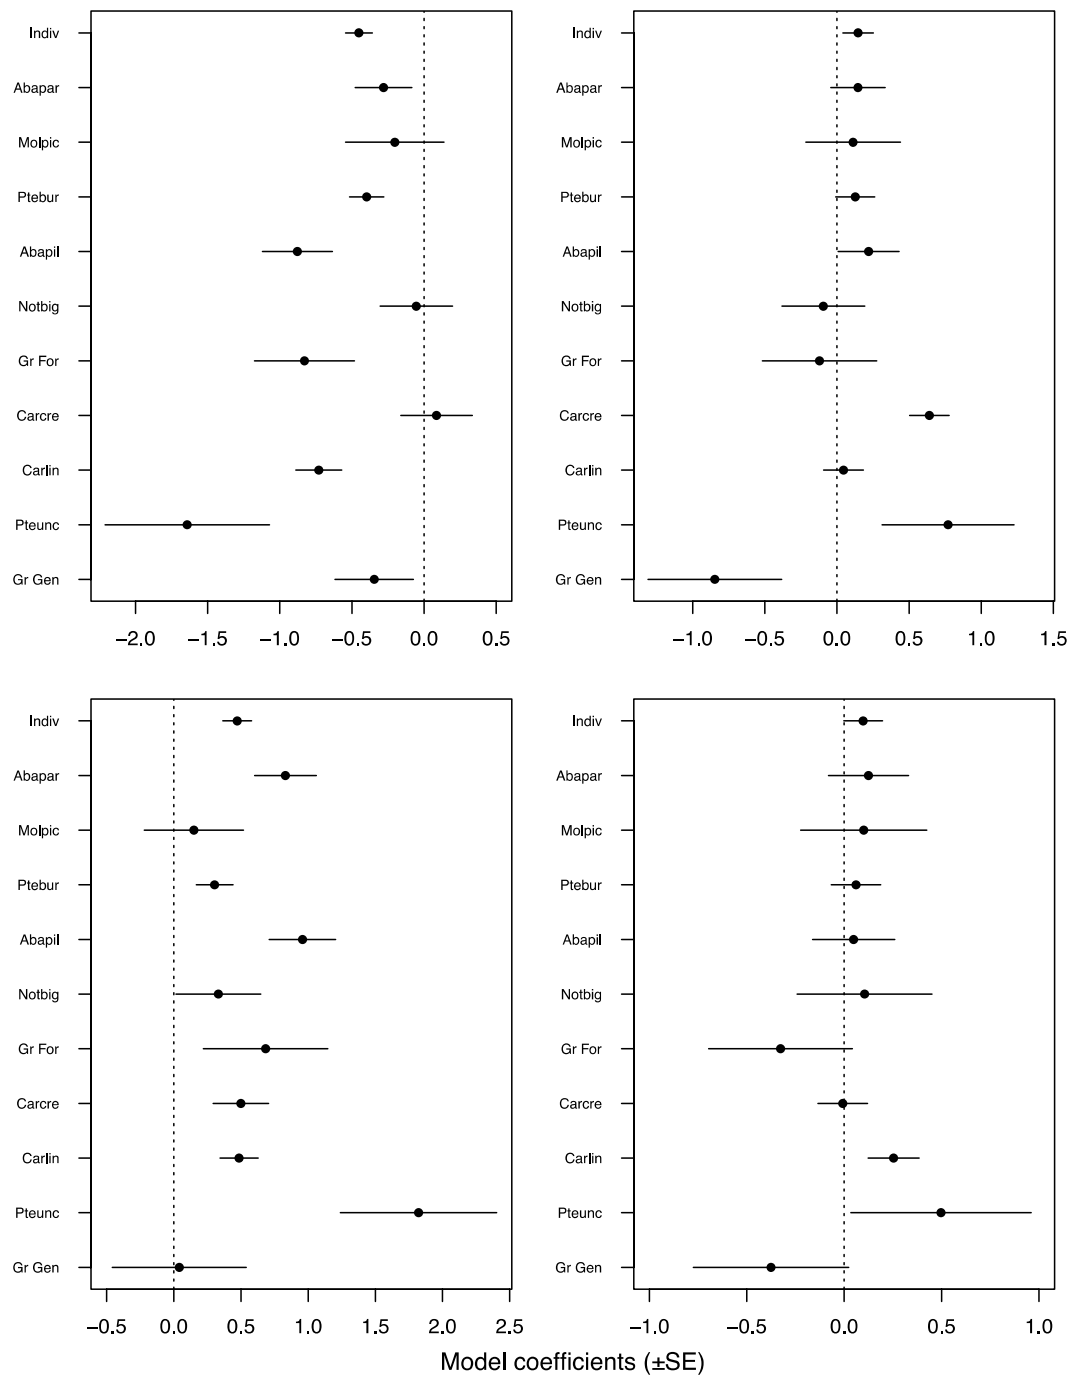 Indiv
Abapar
Molpic
Ptebur
Abapil
Notbig
Gr For
Carcre
Carlin
Pteunc
Gr Gen
−2.0 −1.5 −1.0 −0.5 0.0 0.5
Indiv
Abapar
Molpic
Ptebur
Abapil
Notbig
Gr For
Carcre
Carlin
Pteunc
Gr Gen
−1.0 −0.5 0.0 0.5 1.0 1.5
Indiv
Abapar
Molpic
Ptebur
Abapil
Notbig
Gr For
Carcre
Carlin
Pteunc
Gr Gen
−0.5 0.0 0.5 1.0 1.5 2.0 2.5
Indiv
Abapar
Molpic
Ptebur
Abapil
Notbig
Gr For
Carcre
Carlin
Pteunc
Gr Gen
−1.0 −0.5 0.0 0.5 1.0
Model coefficients (±SE)